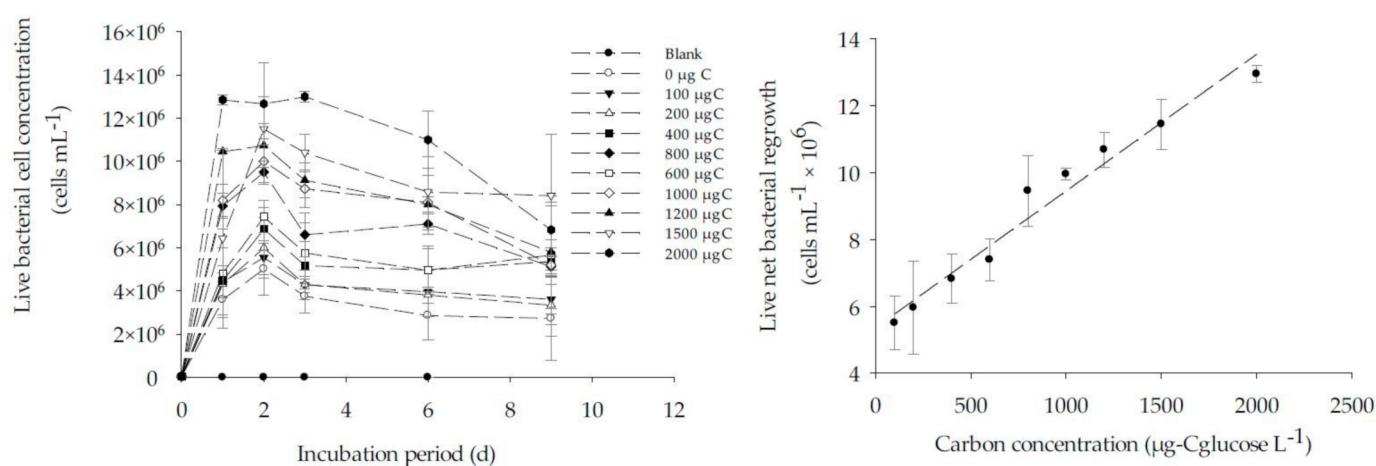 Live bacterial cell concentration
(cells mL⁻¹)
16×10⁶
14×10⁶
12×10⁶
10×10⁶
8×10⁶
6×10⁶
4×10⁶
2×10⁶
0
0 2 4 6 8 10 12
Incubation period (d)
Blank
0 µg C
100 µgC
200 µgC
400 µgC
800 µgC
600 µgC
1000 µgC
1200 µgC
1500 µgC
2000 µgC
Live net bacterial regrowth
(cells mL⁻¹ × 10⁶)
14
12
10
8
6
4
0 500 1000 1500 2000 2500
Carbon concentration (µg-Cglucose L⁻¹)